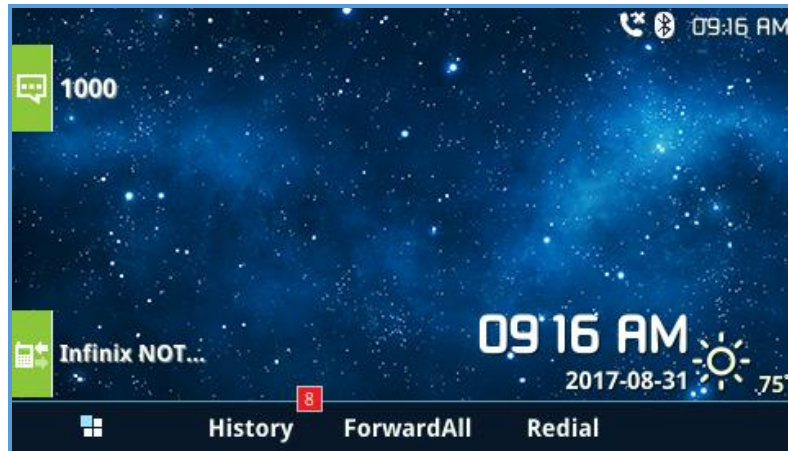 09:16 AM
1000
Infinix NOT...
09 16 AM
2017-08-31
75°
8
History
ForwardAll
Redial